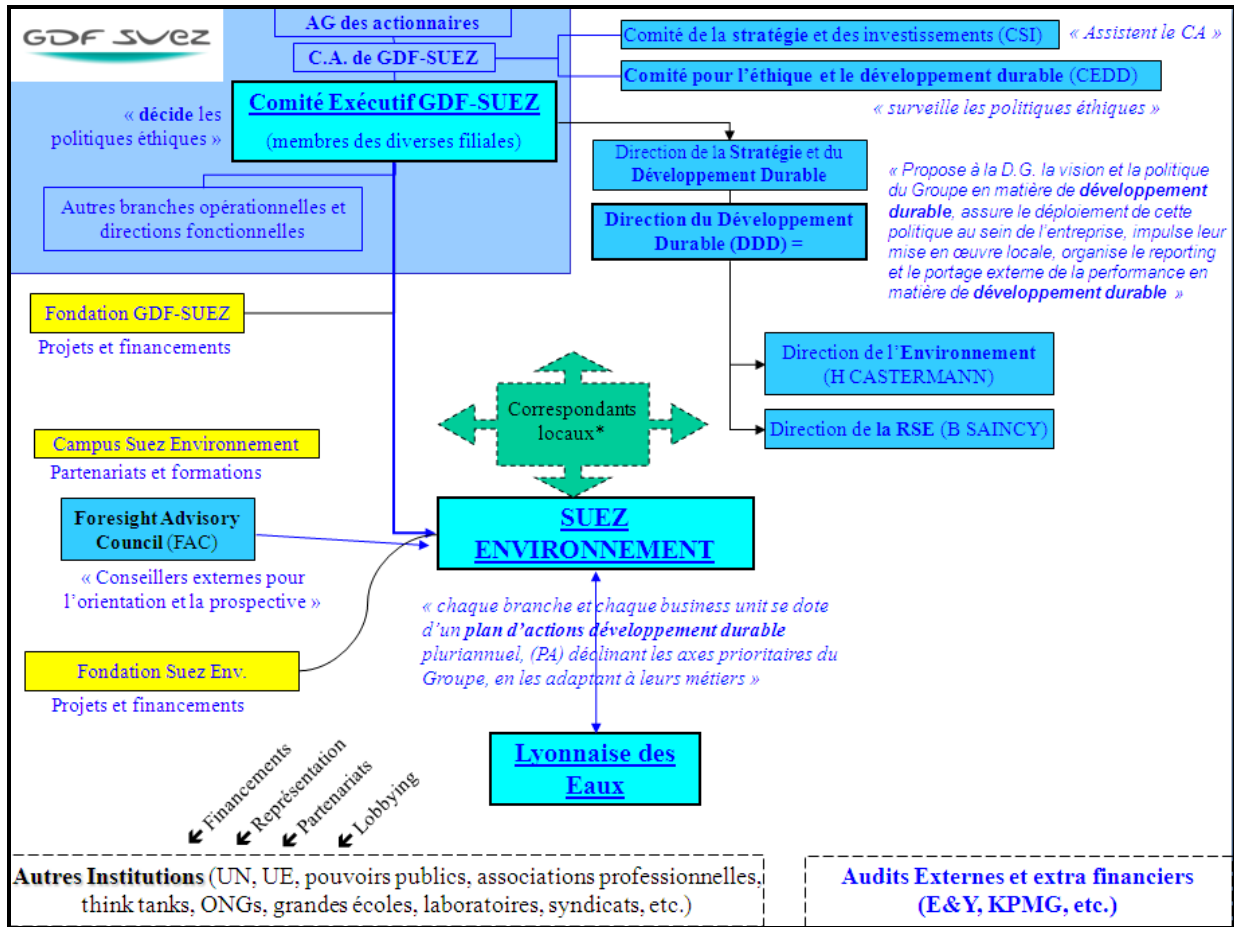 GDF SUEZ
AG des actionnaires
C.A. de GDF-SUEZ
Comité de la stratégie et des investissements (CSI)
« Assistent le CA »
Comité pour l'éthique et le développement durable (CEDD)
« surveille les politiques éthiques »
« décide les
politiques éthiques »
Comité Exécutif GDF-SUEZ
(membres des diverses filiales)
Direction de la Stratégie et du
Développement Durable
Autres branches opérationnelles et
directions fonctionnelles
Direction du Développement
Durable (DDD) =
« Propose à la D.G. la vision et la politique
du Groupe en matière de développement
durable, assure le déploiement de cette
politique au sein de l'entreprise, impulse leur
mise en œuvre locale, organise le reporting
et le portage externe de la performance en
matière de développement durable »
Fondation GDF-SUEZ
Projets et financements
Direction de l'Environnement
(H CASTERMANN)
Correspondants
locaux*
Direction de la RSE (B SAINCY)
Campus Suez Environnement
Partenariats et formations
Foresight Advisory
Council (FAC)
« Conseillers externes pour
l'orientation et la prospective »
SUEZ
ENVIRONNEMENT
« chaque branche et chaque business unit se dote
d'un plan d'actions développement durable
pluriannuel, (PA) déclinant les axes prioritaires du
Groupe, en les adaptant à leurs métiers »
Fondation Suez Env.
Projets et financements
Lyonnaise des
Eaux
Financements
Représentation
Partenariats
Lobbying
Autres Institutions (UN, UE, pouvoirs publics, associations professionnelles,
think tanks, ONGs, grandes écoles, laboratoires, syndicats, etc.)
Audits Externes et extra financiers
(E&Y, KPMG, etc.)